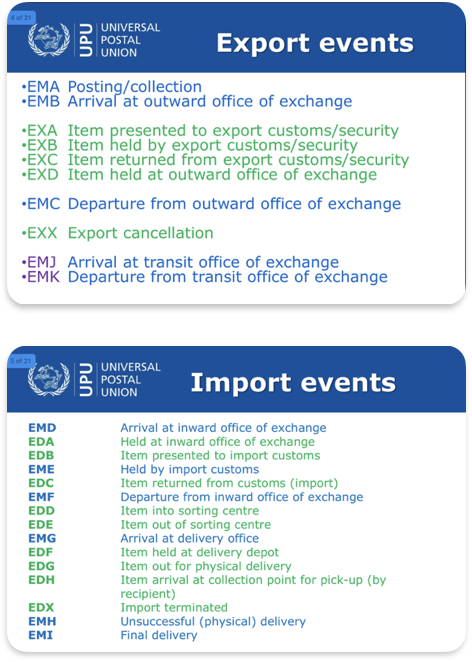 4 of 21
UPU
UNIVERSAL
POSTAL
UNION
Export events
•EMA Posting/collection
•EMB Arrival at outward office of exchange
•EXA Item presented to export customs/security
•EXB Item held by export customs/security
•EXC Item returned from export customs/security
•EXD Item held at outward office of exchange
•EMC Departure from outward office of exchange
•EXX Export cancellation
•EMJ Arrival at transit office of exchange
•EMK Departure from transit office of exchange
5 of 21
UPU
UNIVERSAL
POSTAL
UNION
Import events
EMD Arrival at inward office of exchange
EDA Held at inward office of exchange
EDB Item presented to import customs
EME Held by import customs
EDC Item returned from customs (import)
EMF Departure from inward office of exchange
EDD Item into sorting centre
EDE Item out of sorting centre
EMG Arrival at delivery office
EDF Item held at delivery depot
EDG Item out for physical delivery
EDH Item arrival at collection point for pick-up (by
recipient)
EDX Import terminated
EMH Unsuccessful (physical) delivery
EMI Final delivery